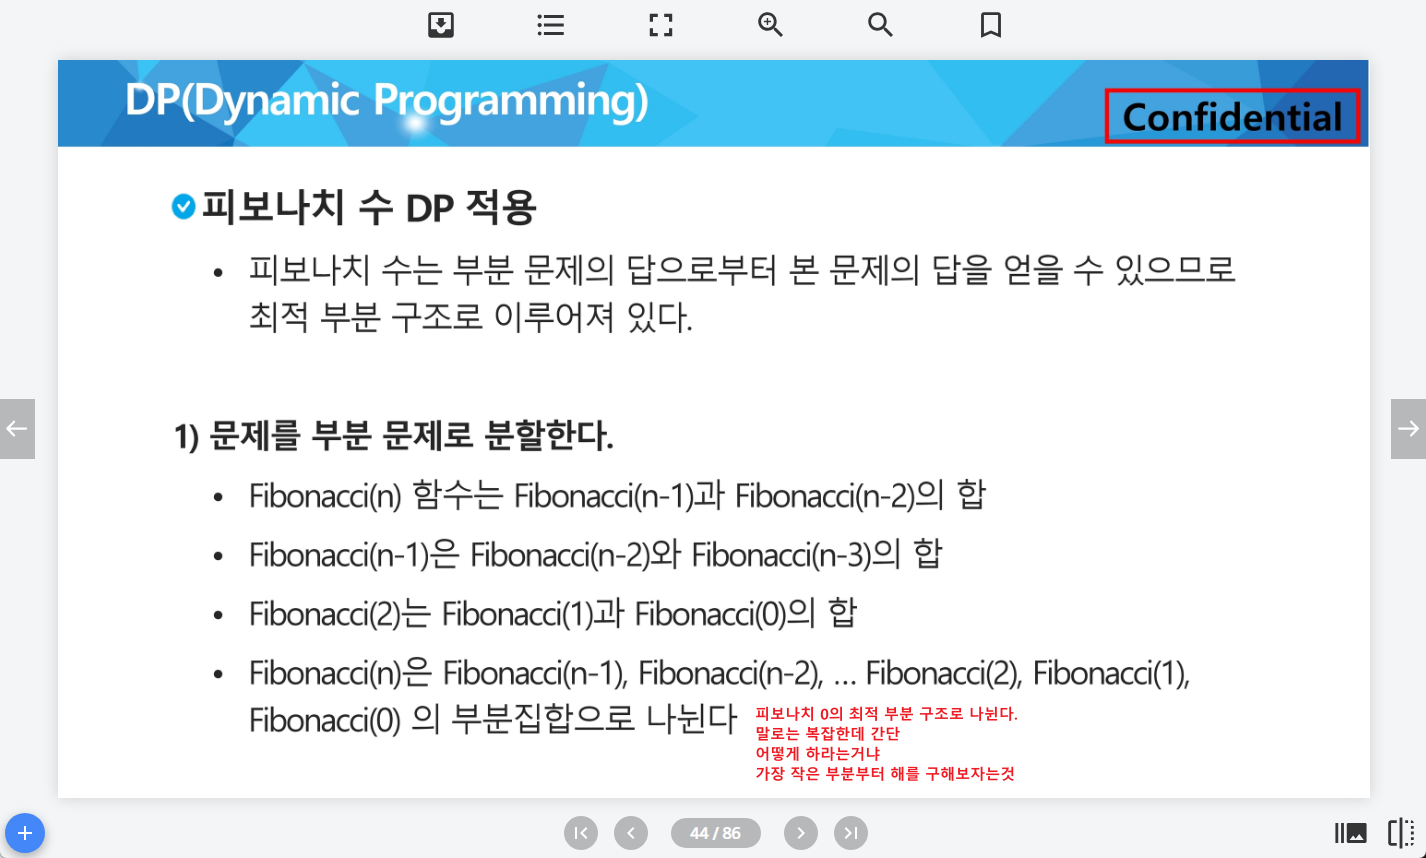 DP(Dynamic Programming)
Confidential
피보나치 수 DP 적용
• 피보나치 수는 부분 문제의 답으로부터 본 문제의 답을 얻을 수 있으므로
최적 부분 구조로 이루어져 있다.
1) 문제를 부분 문제로 분할한다.
• Fibonacci(n) 함수는 Fibonacci(n-1)과 Fibonacci(n-2)의 합
• Fibonacci(n-1)은 Fibonacci(n-2)와 Fibonacci(n-3)의 합
• Fibonacci(2)는 Fibonacci(1)과 Fibonacci(0)의 합
• Fibonacci(n)은 Fibonacci(n-1), Fibonacci(n-2), … Fibonacci(2), Fibonacci(1),
Fibonacci(0) 의 부분집합으로 나뉜다
피보나치 0의 최적 부분 구조로 나뉜다.
말로는 복잡한데 간단
어떻게 하라는거냐
가장 작은 부분부터 해를 구해보자는것
44 / 86